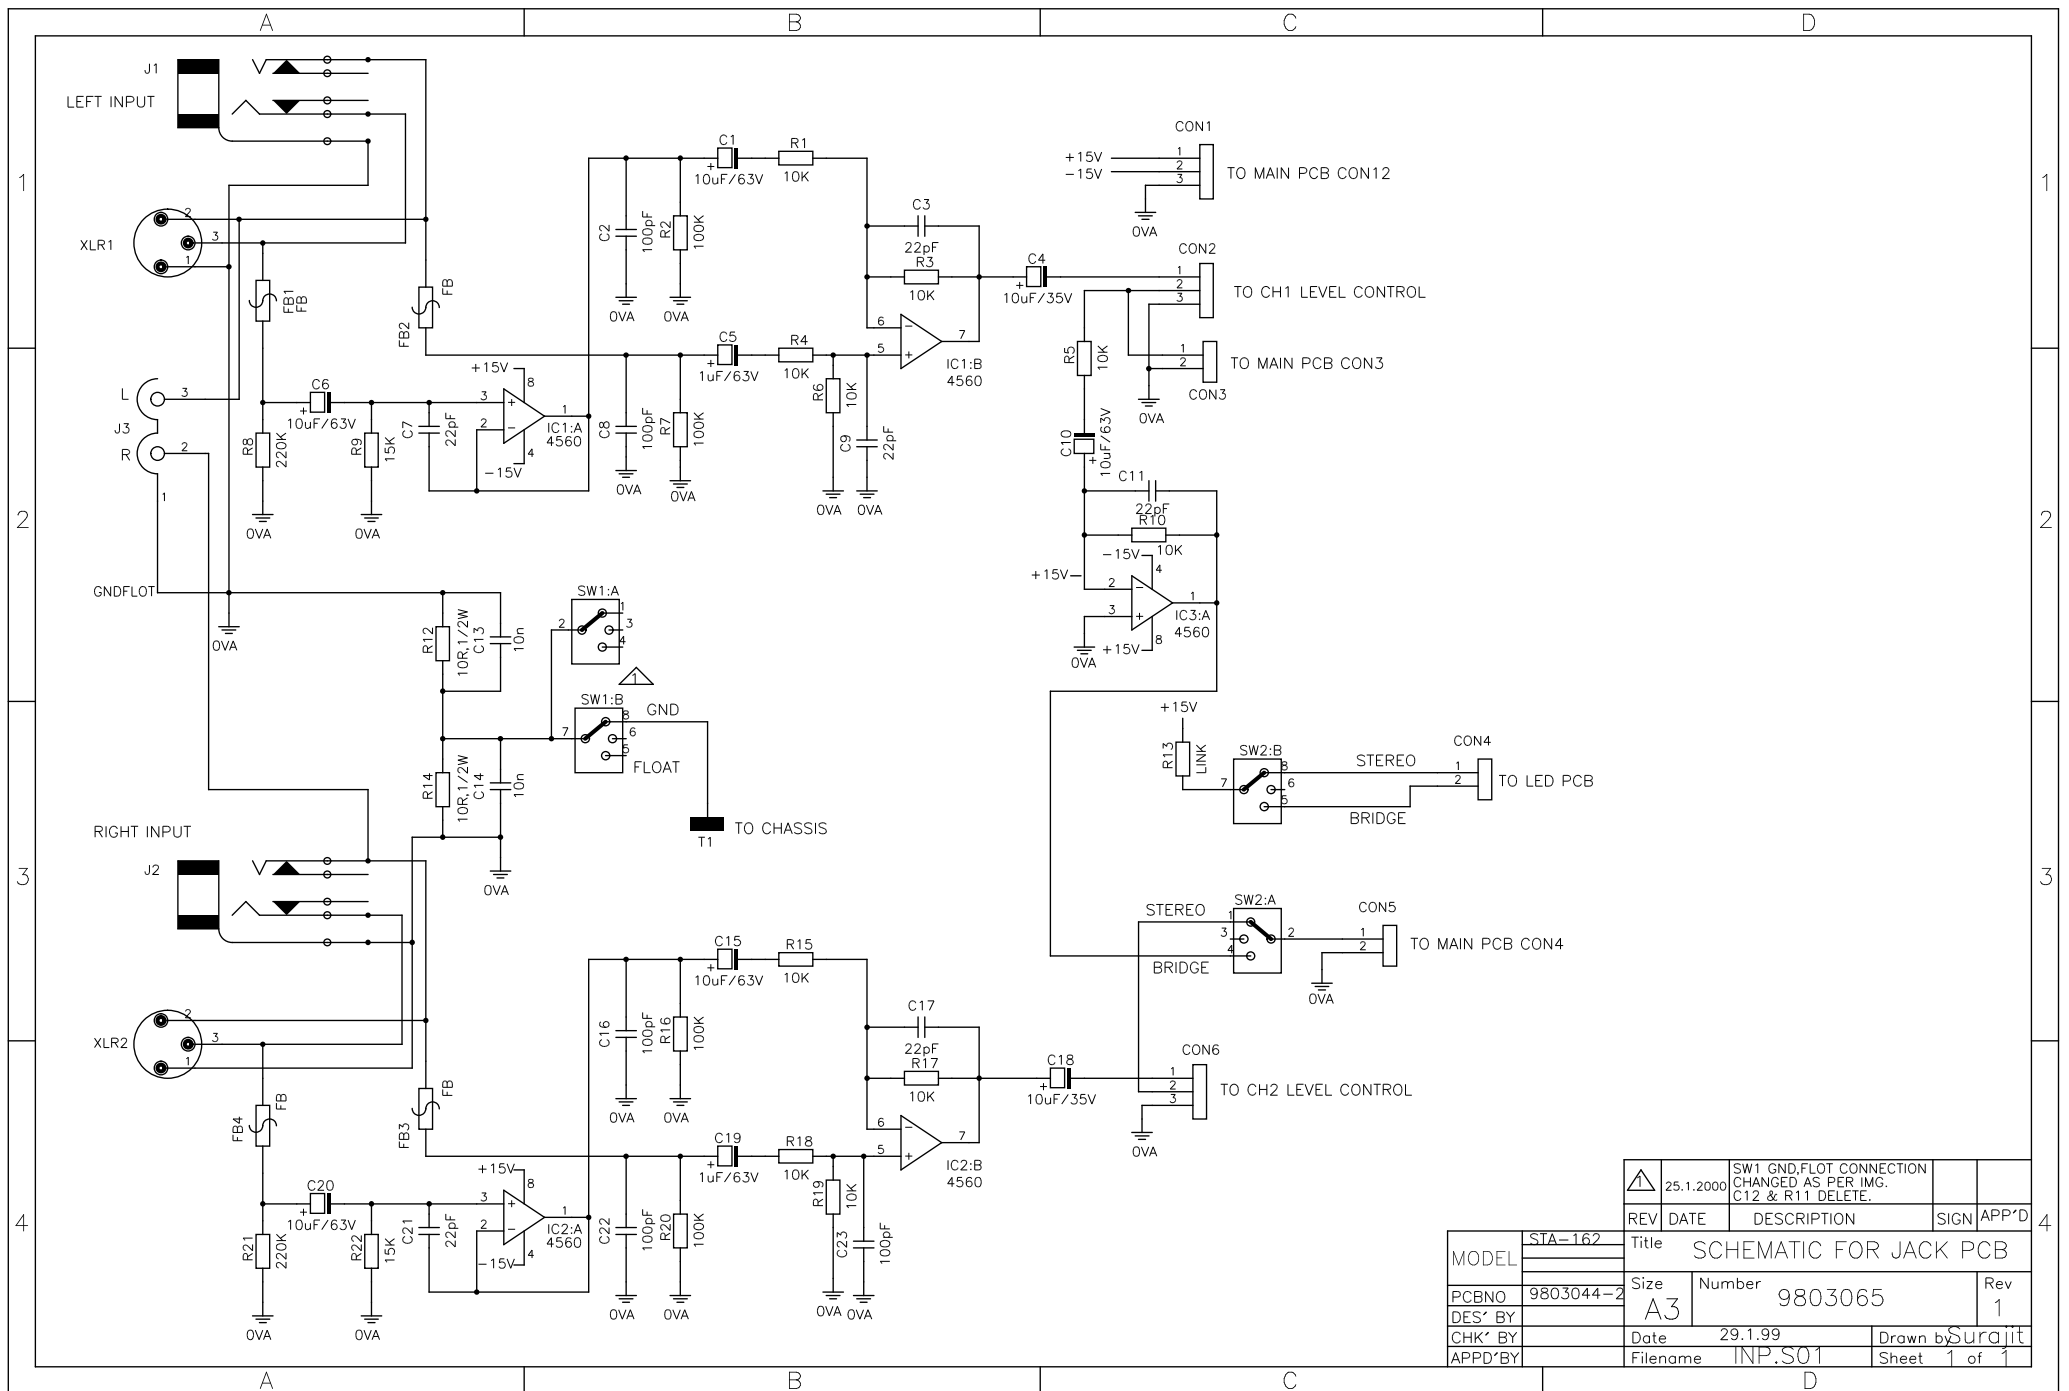 A B C D
J1
LEFT INPUT
1
1
C1
+
10uF/63V
R1
10K
CON1
+15V
-15V
1
2
3
TO MAIN PCB CON12
0VA
XLR1
2
3
1
C2
100pF
R2
100K
C3
22pF
R3
10K
C4
+
10uF/35V
CON2
1
2
3
TO CH1 LEVEL CONTROL
FB1
FB
FB2
FB
0VA
0VA
C5
+
1uF/63V
R4
10K
6
5
-
+
7
IC1:B
4560
R5
10K
1
2
TO MAIN PCB CON3
CON3
0VA
L
3
J3
R
2
1
C6
+
10uF/63V
R8
220K
R9
15K
C7
22pF
+15V
8
3
+
2
-
1
IC1:A
4560
4
-15V
C8
100pF
R7
100K
R6
10K
C9
22pF
0VA
0VA
0VA
0VA
0VA
0VA
C10
+
10uF/63V
C11
22pF
R10
10K
2
2
-15V
4
+15V
2
-
3
+
1
IC3:A
4560
+15V
8
0VA
GNDFLOT
0VA
R12
10R,1/2W
C13
10n
SW1:A
1
2
3
4
1
SW1:B
8
GND
7
6
5
FLOAT
R14
10R,1/2W
C14
10n
0VA
T1
TO CHASSIS
+15V
R13
LINK
SW2:B
8
7
6
5
STEREO
BRIDGE
CON4
1
2
TO LED PCB
RIGHT INPUT
J2
3
3
STEREO
SW2:A
1
3
4
2
BRIDGE
CON5
1
2
TO MAIN PCB CON4
0VA
C15
+
10uF/63V
R15
10K
XLR2
2
3
1
C16
100pF
R16
100K
C17
22pF
R17
10K
C18
+
10uF/35V
CON6
1
2
3
TO CH2 LEVEL CONTROL
0VA
FB4
FB
FB3
FB
0VA
0VA
C19
+
1uF/63V
R18
10K
6
5
-
+
7
IC2:B
4560
C20
+
10uF/63V
R21
220K
R22
15K
C21
22pF
+15V
8
3
+
2
-
1
IC2:A
4560
4
-15V
C22
100pF
R20
100K
R19
10K
C23
100pF
0VA
0VA
0VA
0VA
0VA
0VA
4
4
1 25.1.2000 SW1 GND,FLOT CONNECTION
CHANGED AS PER IMG.
C12 & R11 DELETE.
REV DATE DESCRIPTION SIGN APP'D
MODEL STA-162
Title SCHEMATIC FOR JACK PCB
PCBNO 9803044-2
Size A3 Number 9803065 Rev 1
DES' BY
CHK' BY
APPD'BY
Date 29.1.99 Drawn by Surajit
Filename INP.S01 Sheet 1 of 1
A B C D